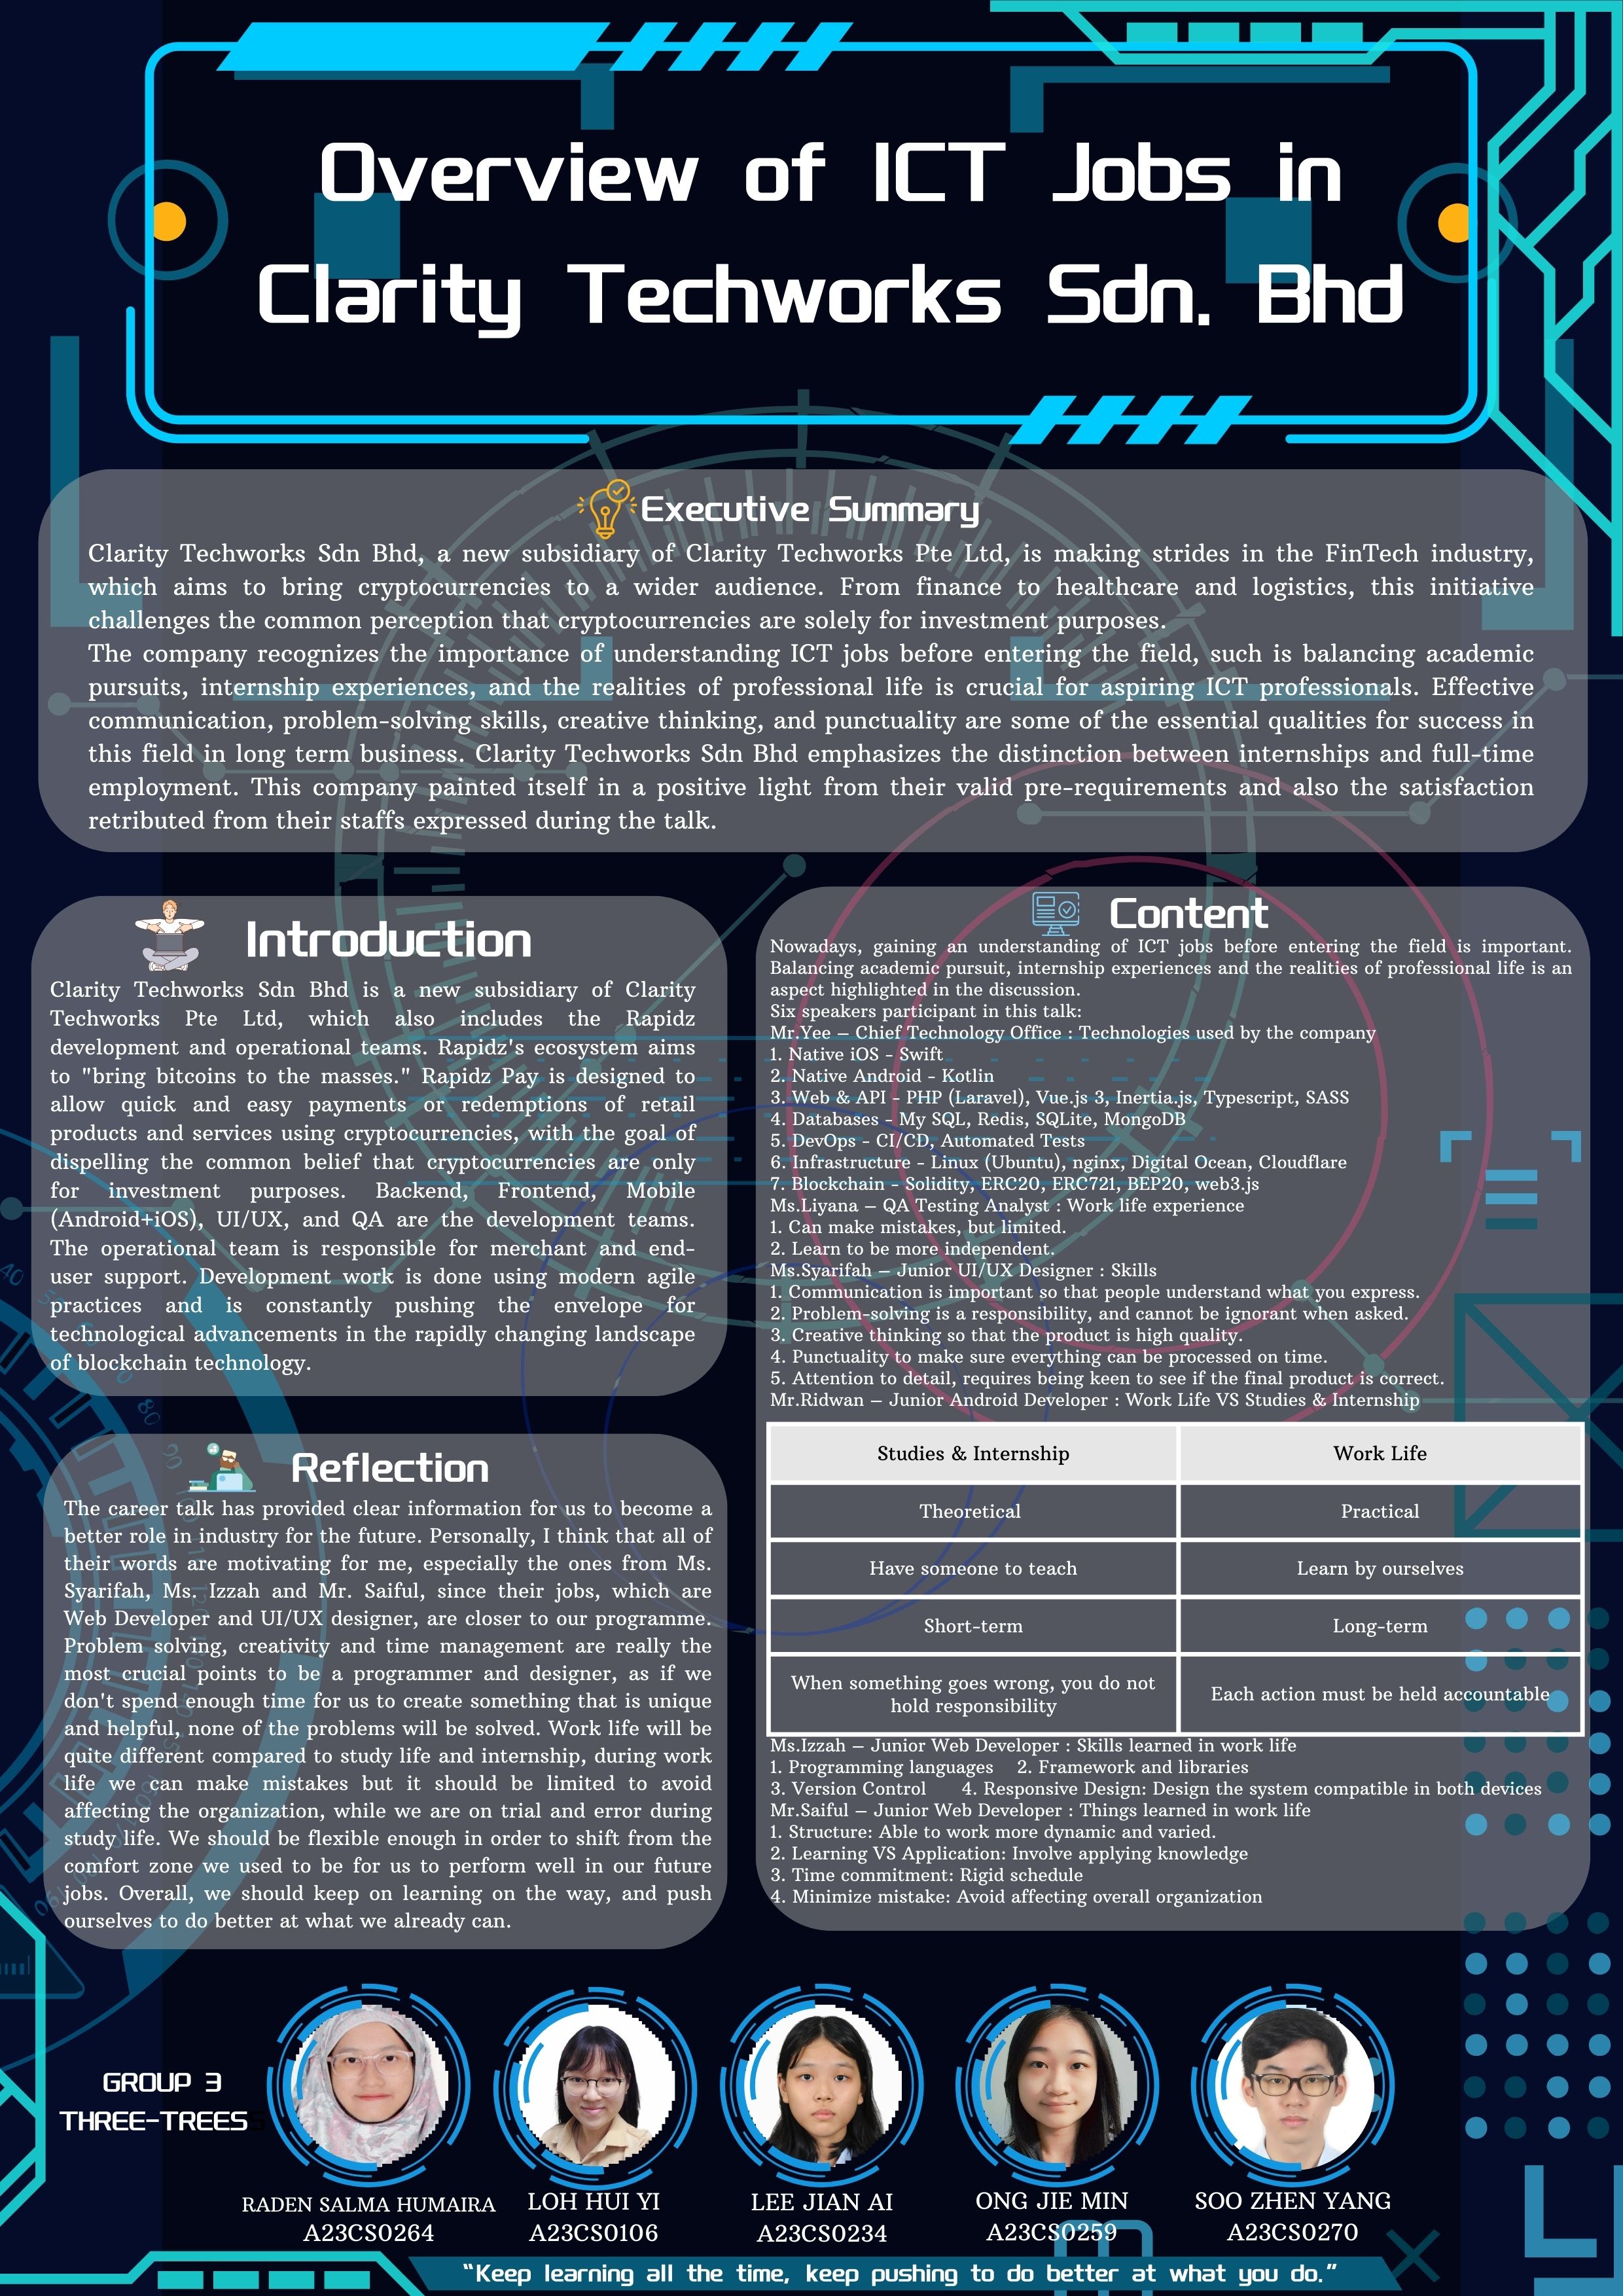 Overview of ICT Jobs in
Clarity Techworks Sdn. Bhd
Executive Summary
Clarity Techworks Sdn Bhd, a new subsidiary of Clarity Techworks Pte Ltd, is making strides in the FinTech industry,
which aims to bring cryptocurrencies to a wider audience. From finance to healthcare and logistics, this initiative
challenges the common perception that cryptocurrencies are solely for investment purposes.
The company recognizes the importance of understanding ICT jobs before entering the field, such is balancing academic
pursuits, internship experiences, and the realities of professional life is crucial for aspiring ICT professionals. Effective
communication, problem-solving skills, creative thinking, and punctuality are some of the essential qualities for success in
this field in long term business. Clarity Techworks Sdn Bhd emphasizes the distinction between internships and full-time
employment. This company painted itself in a positive light from their valid pre-requirements and also the satisfaction
retributed from their staffs expressed during the talk.
Introduction
Clarity Techworks Sdn Bhd is a new subsidiary of Clarity
Techworks Pte Ltd, which also includes the Rapidz
development and operational teams. Rapidz's ecosystem aims
to "bring bitcoins to the masses." Rapidz Pay is designed to
allow quick and easy payments or redemptions of retail
products and services using cryptocurrencies, with the goal of
dispelling the common belief that cryptocurrencies are only
for investment purposes. Backend, Frontend, Mobile
(Android+iOS), UI/UX, and QA are the development teams.
The operational team is responsible for merchant and end-
user support. Development work is done using modern agile
practices and is constantly pushing the envelope for
technological advancements in the rapidly changing landscape
of blockchain technology.
Reflection
The career talk has provided clear information for us to become a
better role in industry for the future. Personally, I think that all of
their words are motivating for me, especially the ones from Ms.
Syarifah, Ms. Izzah and Mr. Saiful, since their jobs, which are
Web Developer and UI/UX designer, are closer to our programme.
Problem solving, creativity and time management are really the
most crucial points to be a programmer and designer, as if we
don't spend enough time for us to create something that is unique
and helpful, none of the problems will be solved. Work life will be
quite different compared to study life and internship, during work
life we can make mistakes but it should be limited to avoid
affecting the organization, while we are on trial and error during
study life. We should be flexible enough in order to shift from the
comfort zone we used to be for us to perform well in our future
jobs. Overall, we should keep on learning on the way, and push
ourselves to do better at what we already can.
Content
Nowadays, gaining an understanding of ICT jobs before entering the field is important.
Balancing academic pursuit, internship experiences and the realities of professional life is an
aspect highlighted in the discussion.
Six speakers participant in this talk:
Mr.Yee – Chief Technology Office : Technologies used by the company
1. Native iOS - Swift
2. Native Android - Kotlin
3. Web & API - PHP (Laravel), Vue.js 3, Inertia.js, Typescript, SASS
4. Databases - My SQL, Redis, SQLite, MongoDB
5. DevOps - CI/CD, Automated Tests
6. Infrastructure - Linux (Ubuntu), nginx, Digital Ocean, Cloudflare
7. Blockchain - Solidity, ERC20, ERC721, BEP20, web3.js
Ms.Liyana – QA Testing Analyst : Work life experience
1. Can make mistakes, but limited.
2. Learn to be more independent.
Ms.Syarifah – Junior UI/UX Designer : Skills
1. Communication is important so that people understand what you express.
2. Problem-solving is a responsibility, and cannot be ignorant when asked.
3. Creative thinking so that the product is high quality.
4. Punctuality to make sure everything can be processed on time.
5. Attention to detail, requires being keen to see if the final product is correct.
Mr.Ridwan – Junior Android Developer : Work Life VS Studies & Internship
Studies & Internship Work Life
Theoretical Practical
Have someone to teach Learn by ourselves
Short-term Long-term
When something goes wrong, you do not
hold responsibility
Each action must be held accountable
Ms.Izzah – Junior Web Developer : Skills learned in work life
1. Programming languages 2. Framework and libraries
3. Version Control 4. Responsive Design: Design the system compatible in both devices
Mr.Saiful – Junior Web Developer : Things learned in work life
1. Structure: Able to work more dynamic and varied.
2. Learning VS Application: Involve applying knowledge
3. Time commitment: Rigid schedule
4. Minimize mistake: Avoid affecting overall organization
GROUP 3
THREE-TREES
RADEN SALMA HUMAIRA
A23CS0264
LOH HUI YI
A23CS0106
LEE JIAN AI
A23CS0234
ONG JIE MIN
A23CS0259
SOO ZHEN YANG
A23CS0270
“Keep learning all the time, keep pushing to do better at what you do.”